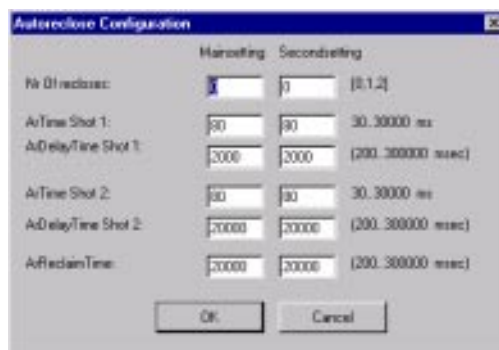 Autoreclose Configuration
Mainsetting Secondsetting
Nr Of recloses: 0 0 (0,1,2)
ArTime Shot 1: 80 80 30..30000 ms
ArDelayTime Shot 1: 2000 2000 (200..300000 msec)
ArTime Shot 2: 80 80 30..30000 ms
ArDelayTime Shot 2: 20000 20000 (200..300000 msec)
ArReclaimTime: 20000 20000 (200..300000 msec)
OK Cancel